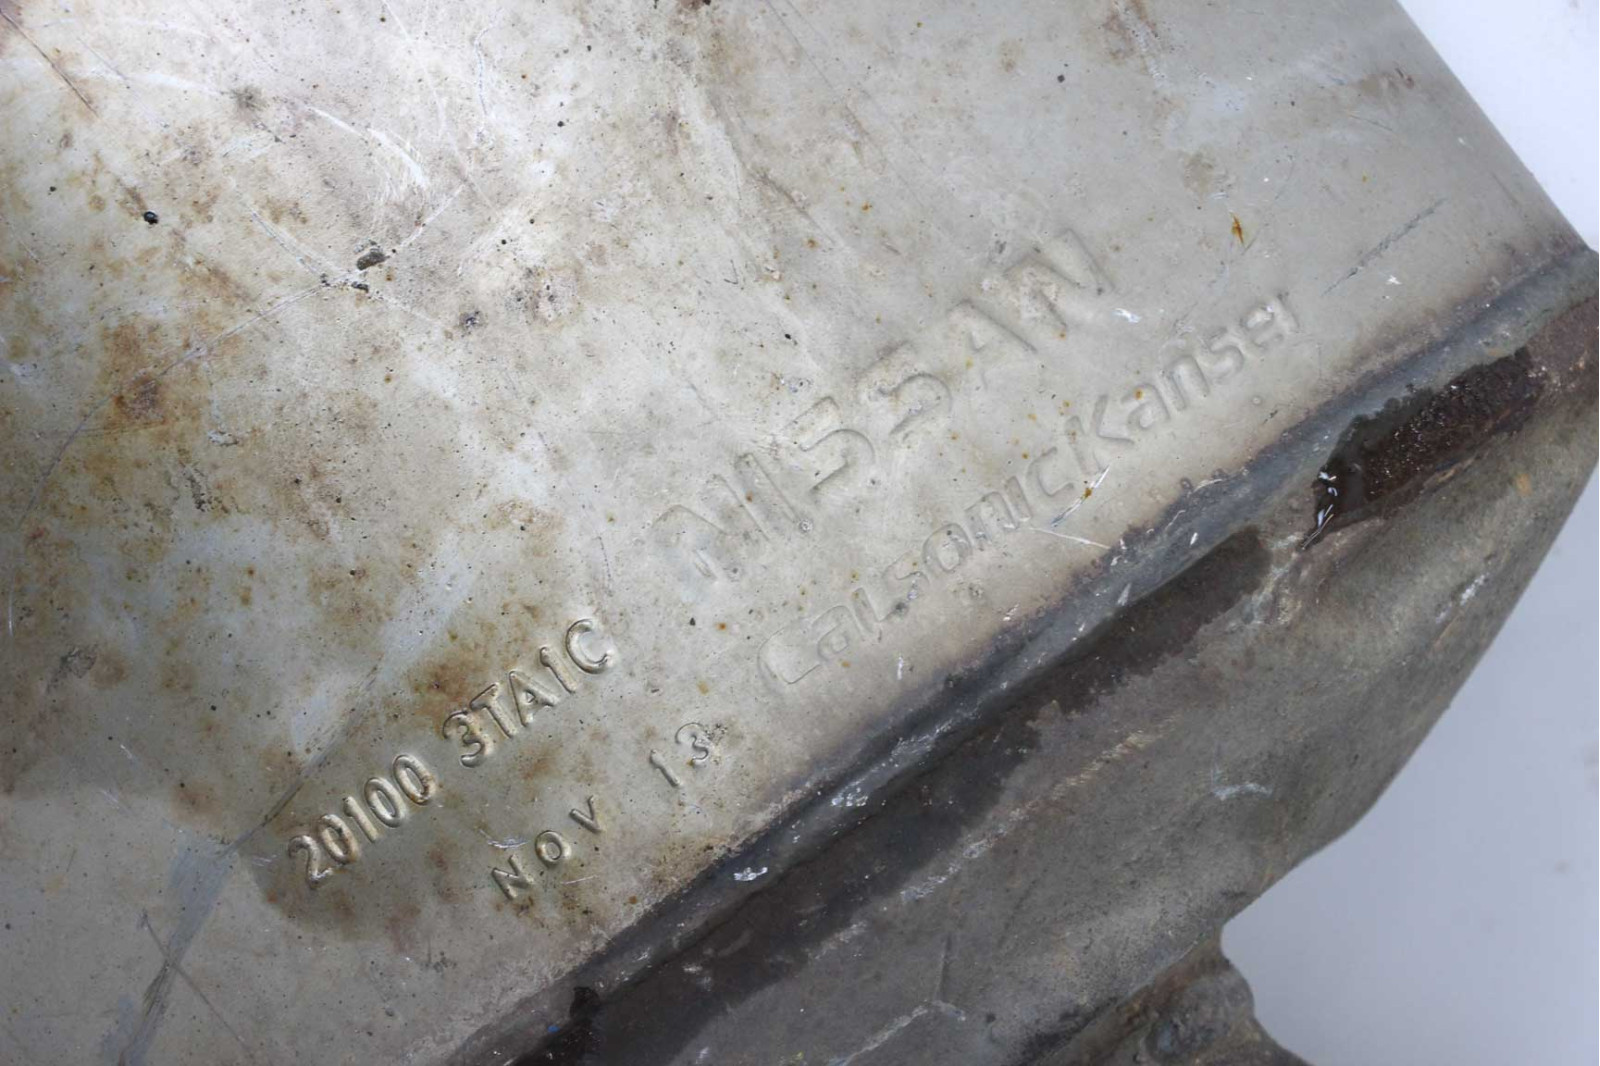 NISSAN
CalsonicKansei
20100 3TA1C
NOV 13